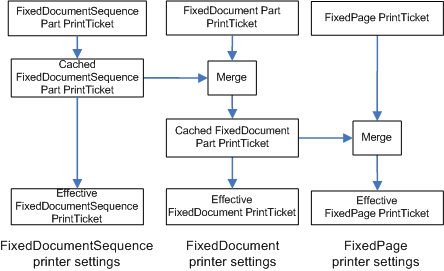 FixedDocumentSequence
Part PrintTicket
FixedDocument Part
PrintTicket
FixedPage PrintTicket
Cached
FixedDocumentSequence
Part PrintTicket
Merge
Cached FixedDocument
Part PrintTicket
Merge
Effective
FixedDocumentSequence
PrintTicket
Effective
FixedDocument PrintTicket
Effective
FixedPage PrintTicket
FixedDocumentSequence
printer settings
FixedDocument
printer settings
FixedPage
printer settings